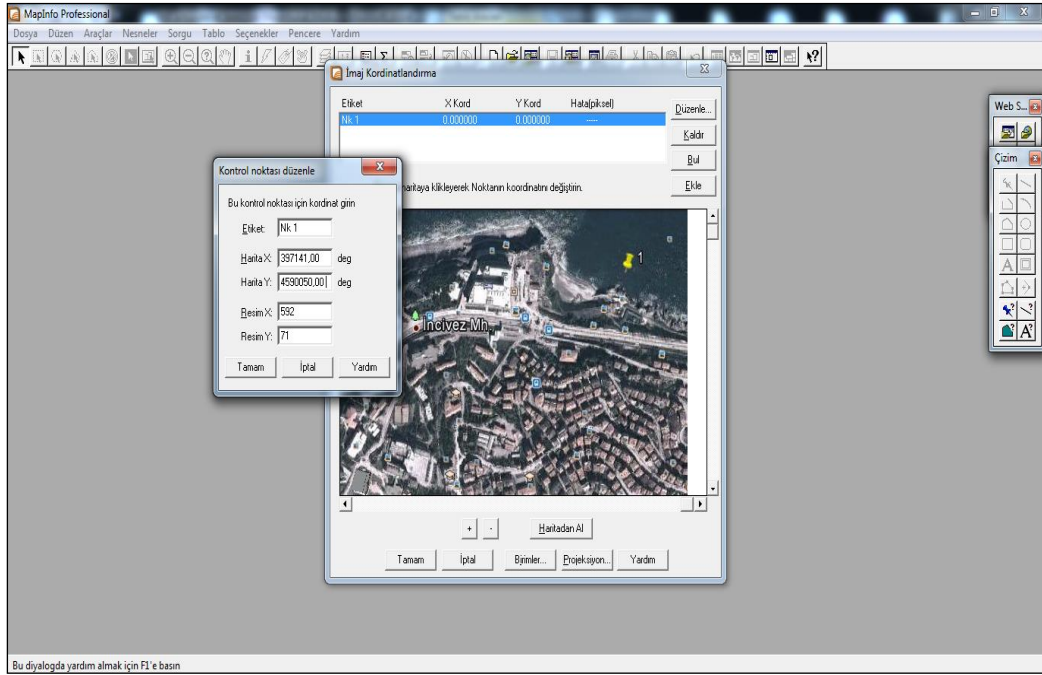 MapInfo Professional
Dosya Düzen Araçlar Nesneler Sorgu Tablo Seçenekler Pencere Yardım
İmaj Kordinatlandırma
Etiket X Kord Y Kord Hata(piksel)
Nk 1 0.000000 0.000000 -----
Düzenle...
Kaldır
Bul
Ekle
haritaya klikleyerek Noktanın koordinatını değiştirin.
Kontrol noktası düzenle
Bu kontrol noktası için kordinat girin
Etiket: Nk 1
Harita X: 397141,00 deg
Harita Y: 4590050,00 deg
Resim X: 592
Resim Y: 71
Tamam İptal Yardım
1
İncivez Mh.
+ - Haritadan Al
Tamam İptal Birimler... Projeksiyon... Yardım
Web S...
Çizim
Bu diyalogda yardım almak için F1'e basın